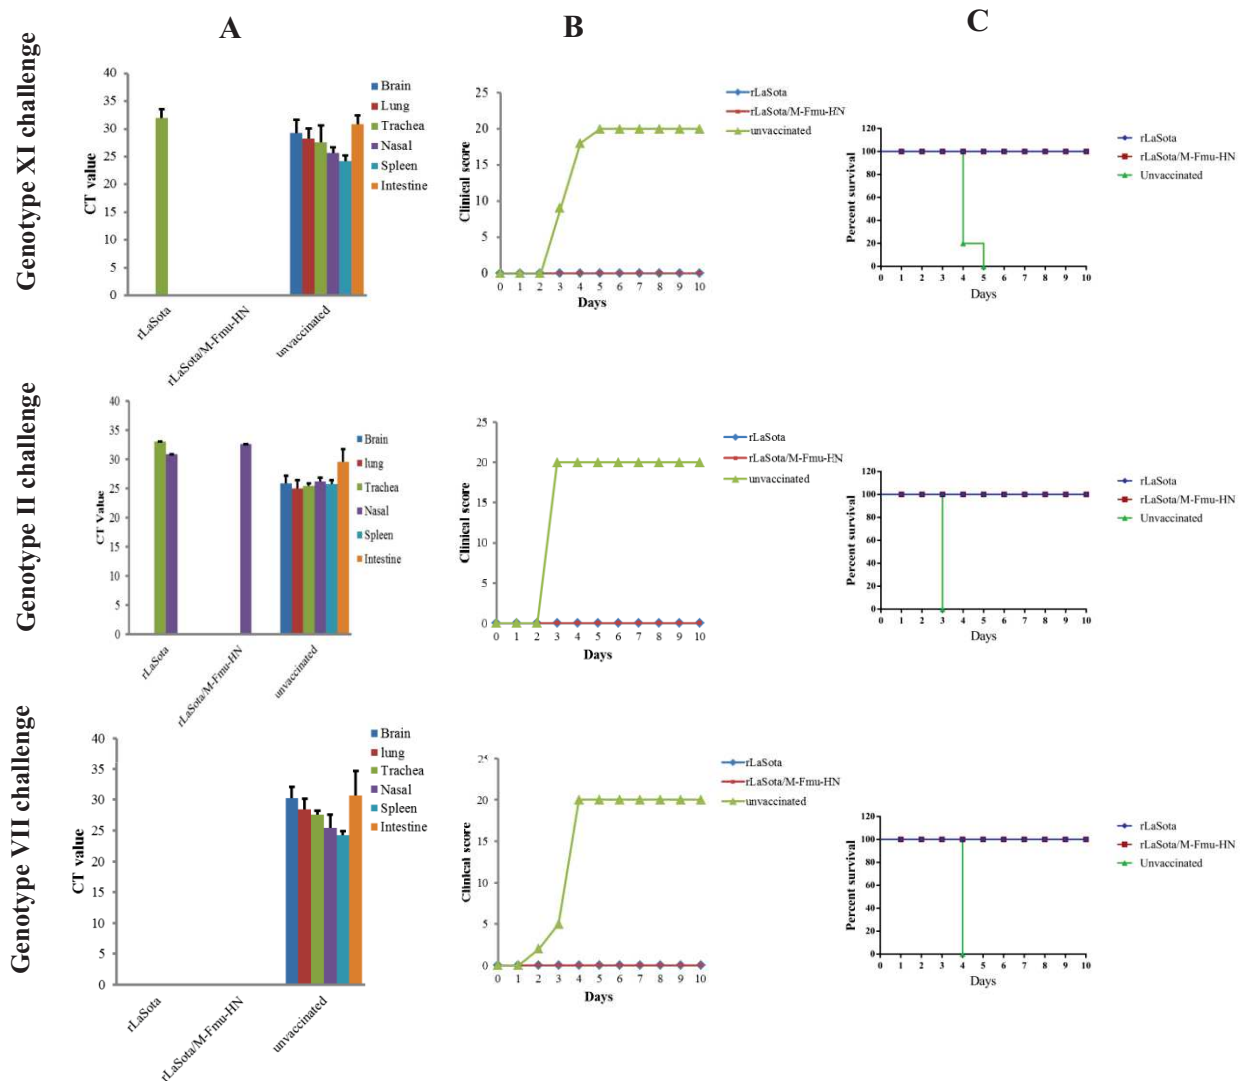 A
B
C
Genotype XI challenge
CT value
40
35
30
25
20
15
10
5
0
rLaSota
rLaSota/M-Fmu-HN
unvaccinated
Brain
Lung
Trachea
Nasal
Spleen
Intestine
Clinical score
25
20
15
10
5
0
0 1 2 3 4 5 6 7 8 9 10
Days
rLaSota
rLaSota/M-Fmu-HN
unvaccinated
Percent survival
120
100
80
60
40
20
0
0 1 2 3 4 5 6 7 8 9 10
Days
rLaSota
rLaSota/M-Fmu-HN
Unvaccinated
Genotype II challenge
CT Value
40
35
30
25
20
15
10
5
0
rLaSota
rLaSota/M-Fmu-HN
unvaccinated
Brain
lung
Trachea
Nasal
Spleen
Intestine
Clinical score
25
20
15
10
5
0
0 1 2 3 4 5 6 7 8 9 10
Days
rLaSota
rLaSota/M-Fmu-HN
unvaccinated
Percent survival
120
100
80
60
40
20
0
0 1 2 3 4 5 6 7 8 9 10
Days
rLaSota
rLaSota/M-Fmu-HN
Unvaccinated
Genotype VII challenge
CT value
40
35
30
25
20
15
10
5
0
rLaSota
rLaSota/M-Fmu-HN
unvaccinated
Brain
lung
Trachea
Nasal
Spleen
Intestine
Clinical score
25
20
15
10
5
0
0 1 2 3 4 5 6 7 8 9 10
Days
rLaSota
rLaSota/M-Fmu-HN
unvaccinated
Percent survival
120
100
80
60
40
20
0
0 1 2 3 4 5 6 7 8 9 10
Days
rLaSota
rLaSota/M-Fmu-HN
Unvaccinated